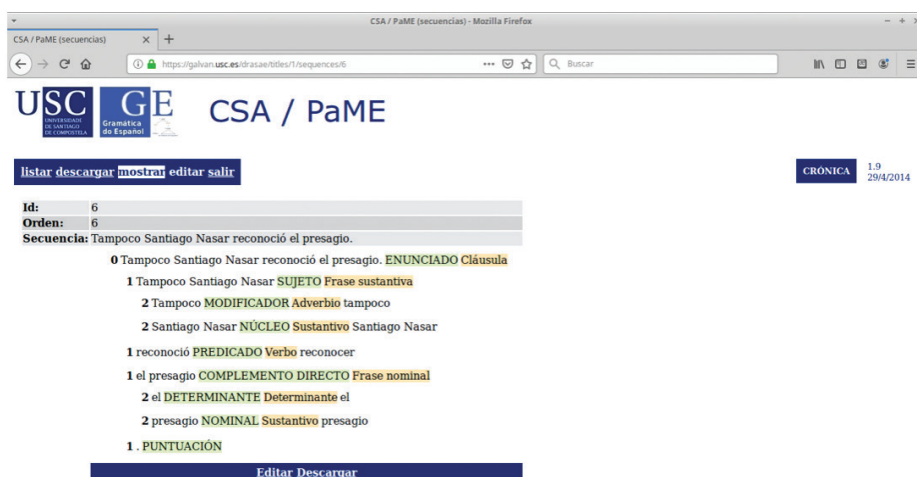 CSA / PaME (secuencias) - Mozilla Firefox
CSA / PaME (secuencias)
https://galvan.usc.es/drasae/titles/1/sequences/6
Buscar
USC
UNIVERSIDADE
DE SANTIAGO
DE COMPOSTELA
GE
Gramática
do Español
CSA / PaME
listar descargar mostrar editar salir
CRÓNICA
1.9
29/4/2014
Id: 6
Orden: 6
Secuencia: Tampoco Santiago Nasar reconoció el presagio.
0 Tampoco Santiago Nasar reconoció el presagio. ENUNCIADO Cláusula
1 Tampoco Santiago Nasar SUJETO Frase sustantiva
2 Tampoco MODIFICADOR Adverbio tampoco
2 Santiago Nasar NÚCLEO Sustantivo Santiago Nasar
1 reconoció PREDICADO Verbo reconocer
1 el presagio COMPLEMENTO DIRECTO Frase nominal
2 el DETERMINANTE Determinante el
2 presagio NOMINAL Sustantivo presagio
1 . PUNTUACIÓN
Editar Descargar